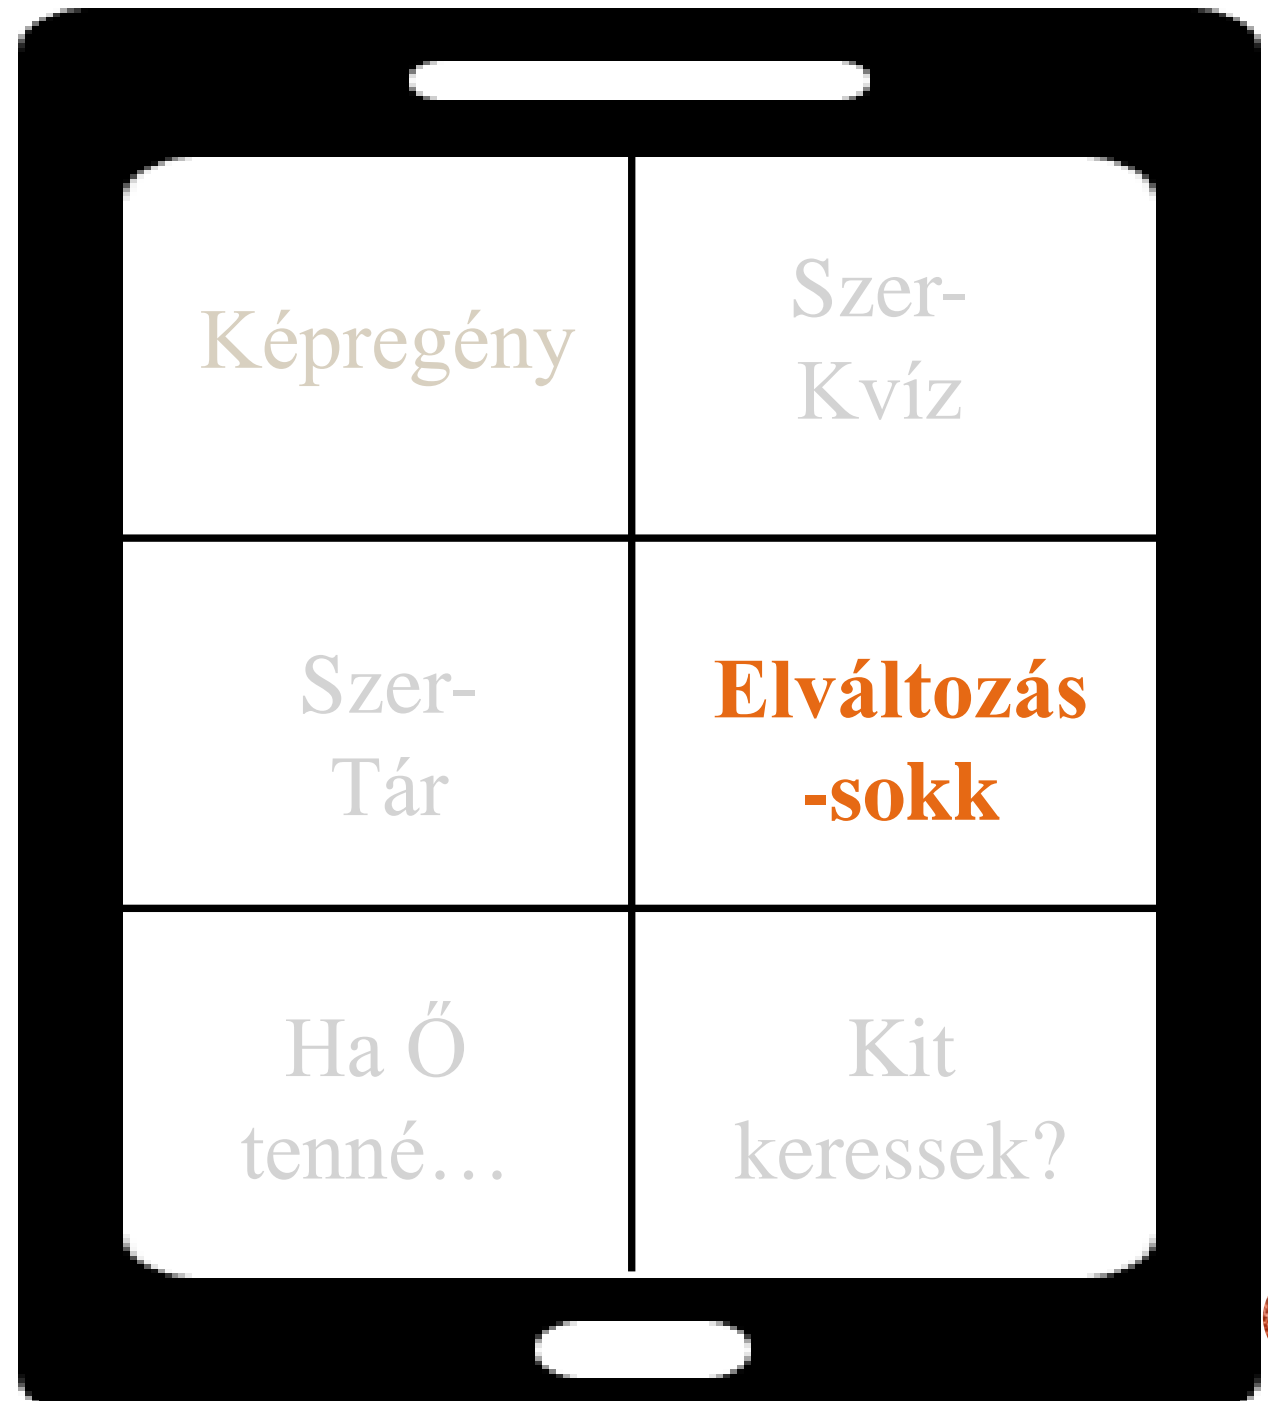 Képregény
Szer-
Kvíz
Szer-
Tár
Elváltozás
-sokk
Ha Ő
tenné…
Kit
keressek?